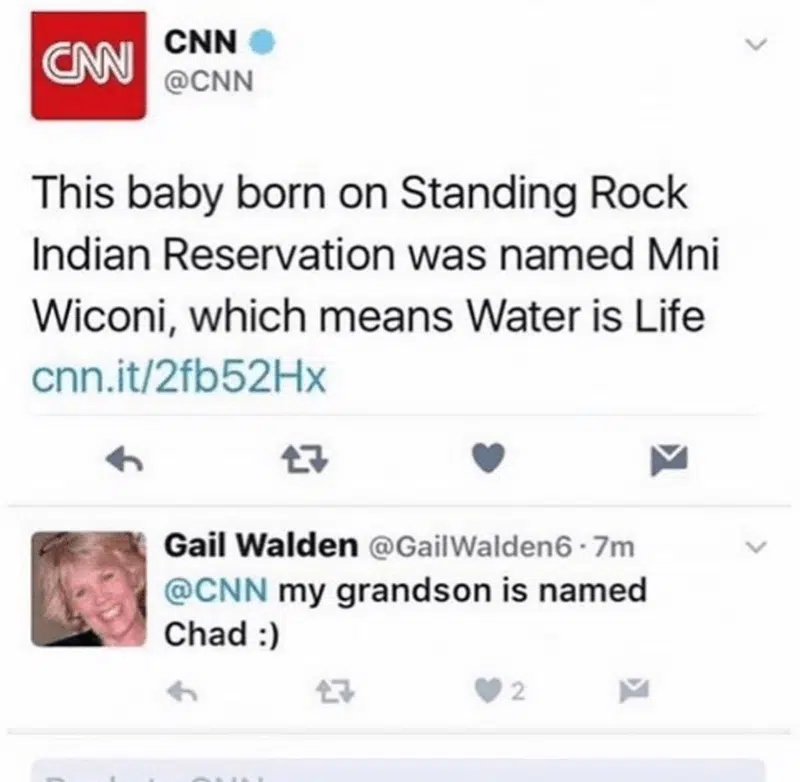 CNN
CNN
@CNN
This baby born on Standing Rock
Indian Reservation was named Mni
Wiconi, which means Water is Life
cnn.it/2fb52Hx
Gail Walden @GailWalden6 · 7m
@CNN my grandson is named
Chad :)
2